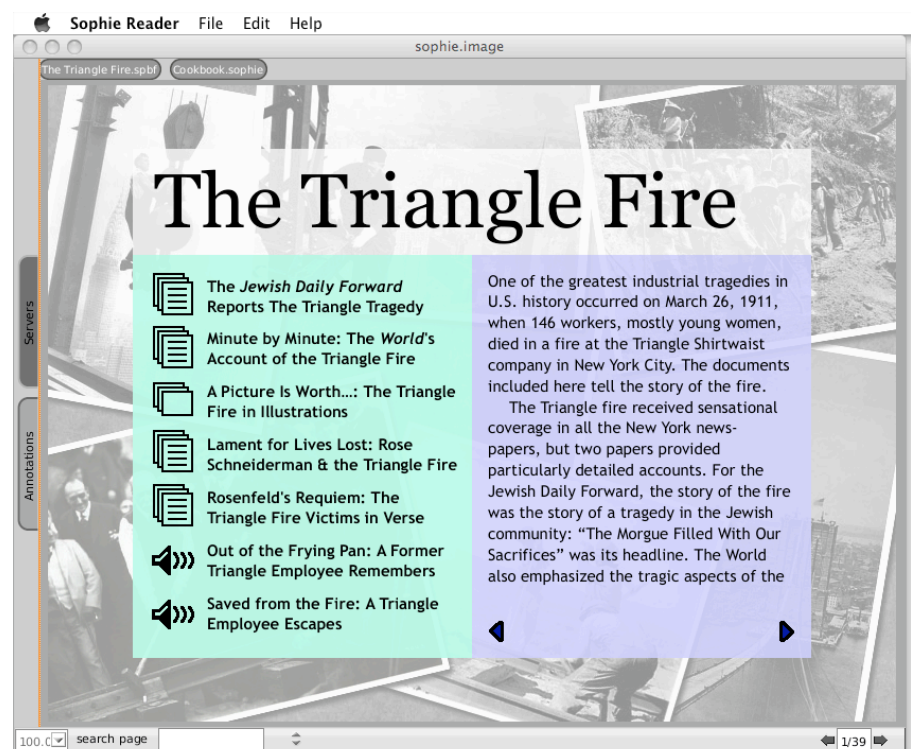 Sophie Reader File Edit Help
sophie.image
The Triangle Fire.spbf Cookbook.sophie
The Triangle Fire
Servers
Annotations
The Jewish Daily Forward
Reports The Triangle Tragedy
Minute by Minute: The World's
Account of the Triangle Fire
A Picture Is Worth...: The Triangle
Fire in Illustrations
Lament for Lives Lost: Rose
Schneiderman & the Triangle Fire
Rosenfeld's Requiem: The
Triangle Fire Victims in Verse
Out of the Frying Pan: A Former
Triangle Employee Remembers
Saved from the Fire: A Triangle
Employee Escapes
One of the greatest industrial tragedies in
U.S. history occurred on March 26, 1911,
when 146 workers, mostly young women,
died in a fire at the Triangle Shirtwaist
company in New York City. The documents
included here tell the story of the fire.
The Triangle fire received sensational
coverage in all the New York news-
papers, but two papers provided
particularly detailed accounts. For the
Jewish Daily Forward, the story of the fire
was the story of a tragedy in the Jewish
community: “The Morgue Filled With Our
Sacrifices” was its headline. The World
also emphasized the tragic aspects of the
100.0 search page 1/39